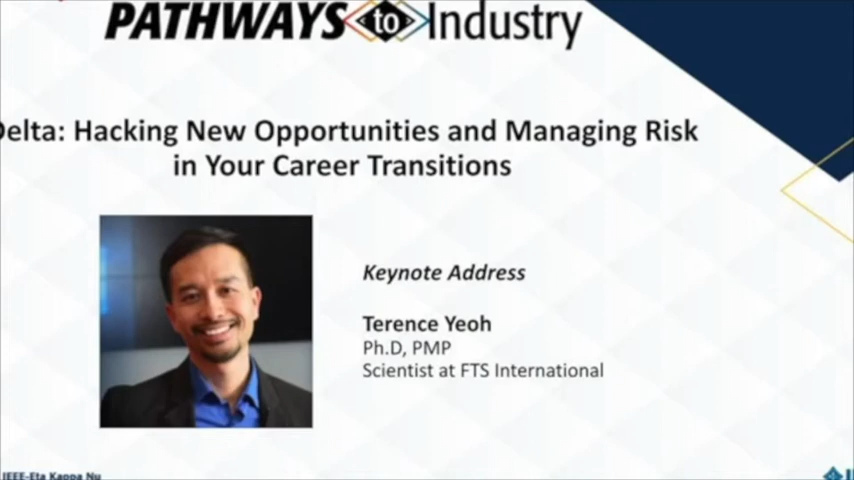 PATHWAYS to Industry
Delta: Hacking New Opportunities and Managing Risk
in Your Career Transitions
Keynote Address
Terence Yeoh
Ph.D, PMP
Scientist at FTS International
IEEE-Eta Kappa Nu